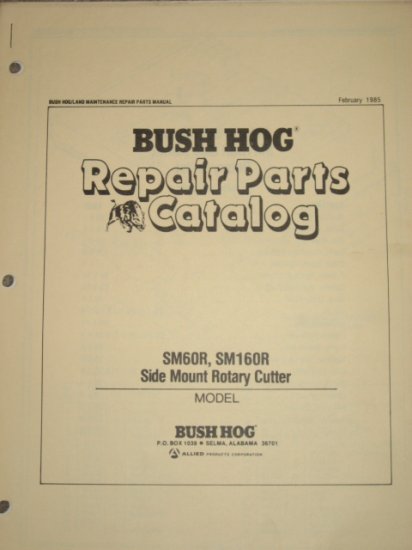 BUSH HOG/LAND MAINTENANCE REPAIR PARTS MANUAL
February 1985
BUSH HOG®
Repair Parts
Catalog
SM60R, SM160R
Side Mount Rotary Cutter
MODEL
BUSH HOG®
P.O. BOX 1039 • SELMA, ALABAMA 36701
ALLIED PRODUCTS CORPORATION